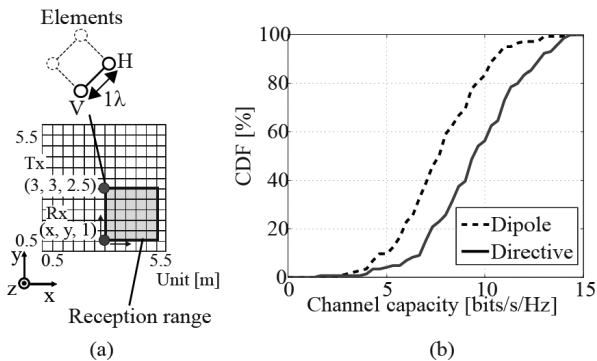 Elements
H
V
1λ
5.5
Tx
(3, 3, 2.5)
Rx
(x, y, 1)
0.5
0.5
5.5
y
z
x
Unit [m]
Reception range
(a)
100
80
60
40
20
0
CDF [%]
Dipole
Directive
0
5
10
15
Channel capacity [bits/s/Hz]
(b)